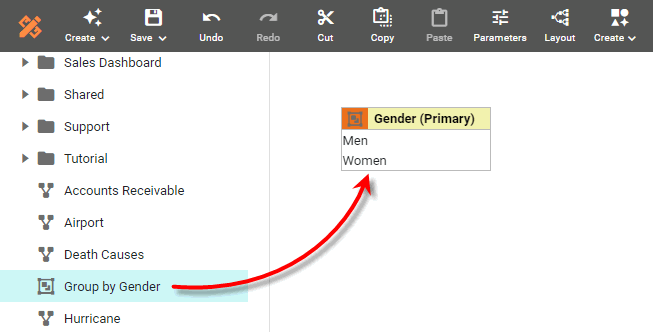 Create Save Undo Redo Cut Copy Paste Parameters Layout Create
Sales Dashboard
Shared
Support
Tutorial
Accounts Receivable
Airport
Death Causes
Group by Gender
Hurricane
Gender (Primary)
Men
Women